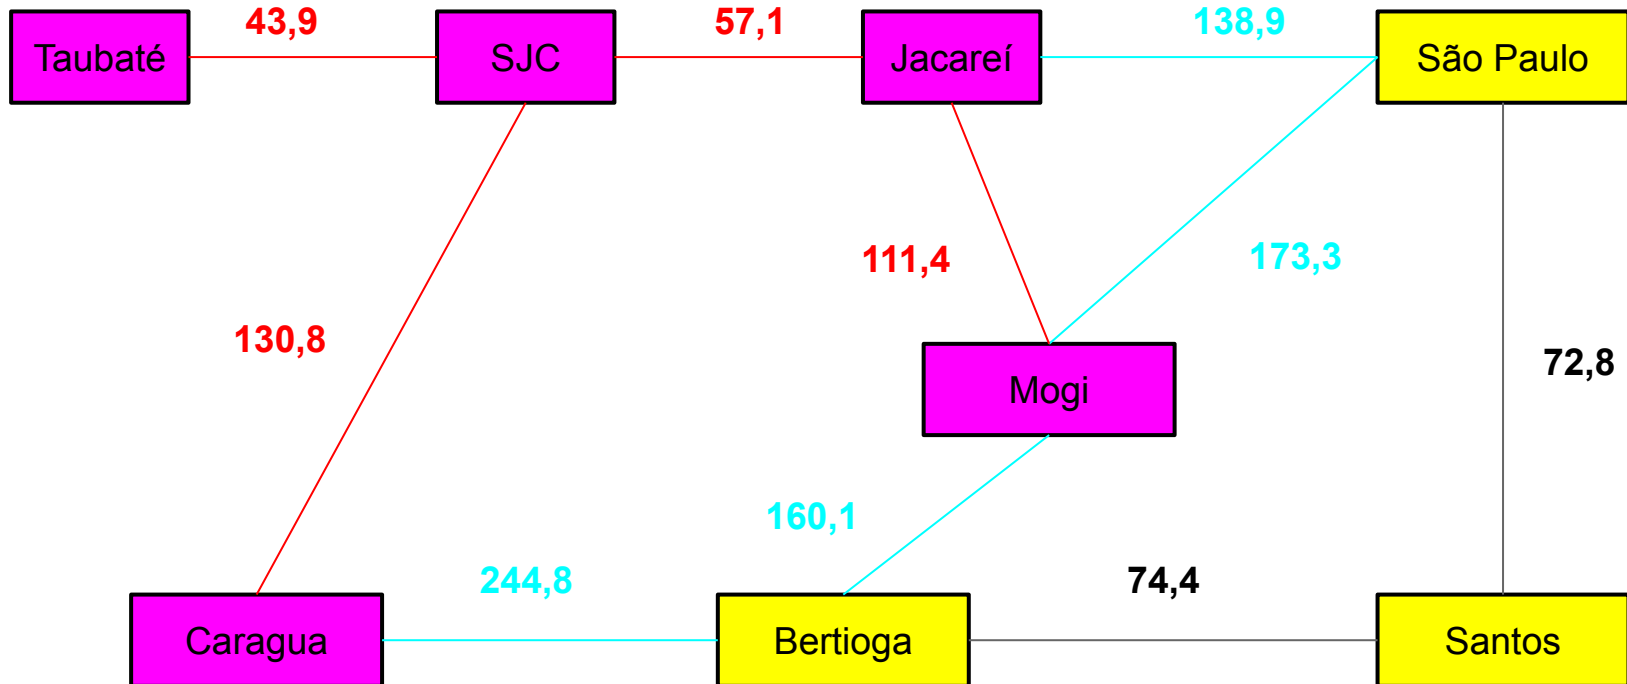 43,9
57,1
138,9
Taubaté
SJC
Jacareí
São Paulo
111,4
173,3
130,8
72,8
Mogi
160,1
244,8
74,4
Caragua
Bertioga
Santos